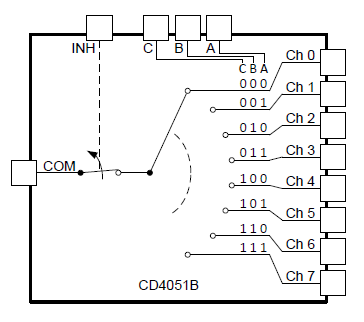 INH C B A
C B A
0 0 0 Ch 0
0 0 1 Ch 1
0 1 0 Ch 2
0 1 1 Ch 3
COM
1 0 0 Ch 4
1 0 1 Ch 5
1 1 0 Ch 6
1 1 1 Ch 7
CD4051B